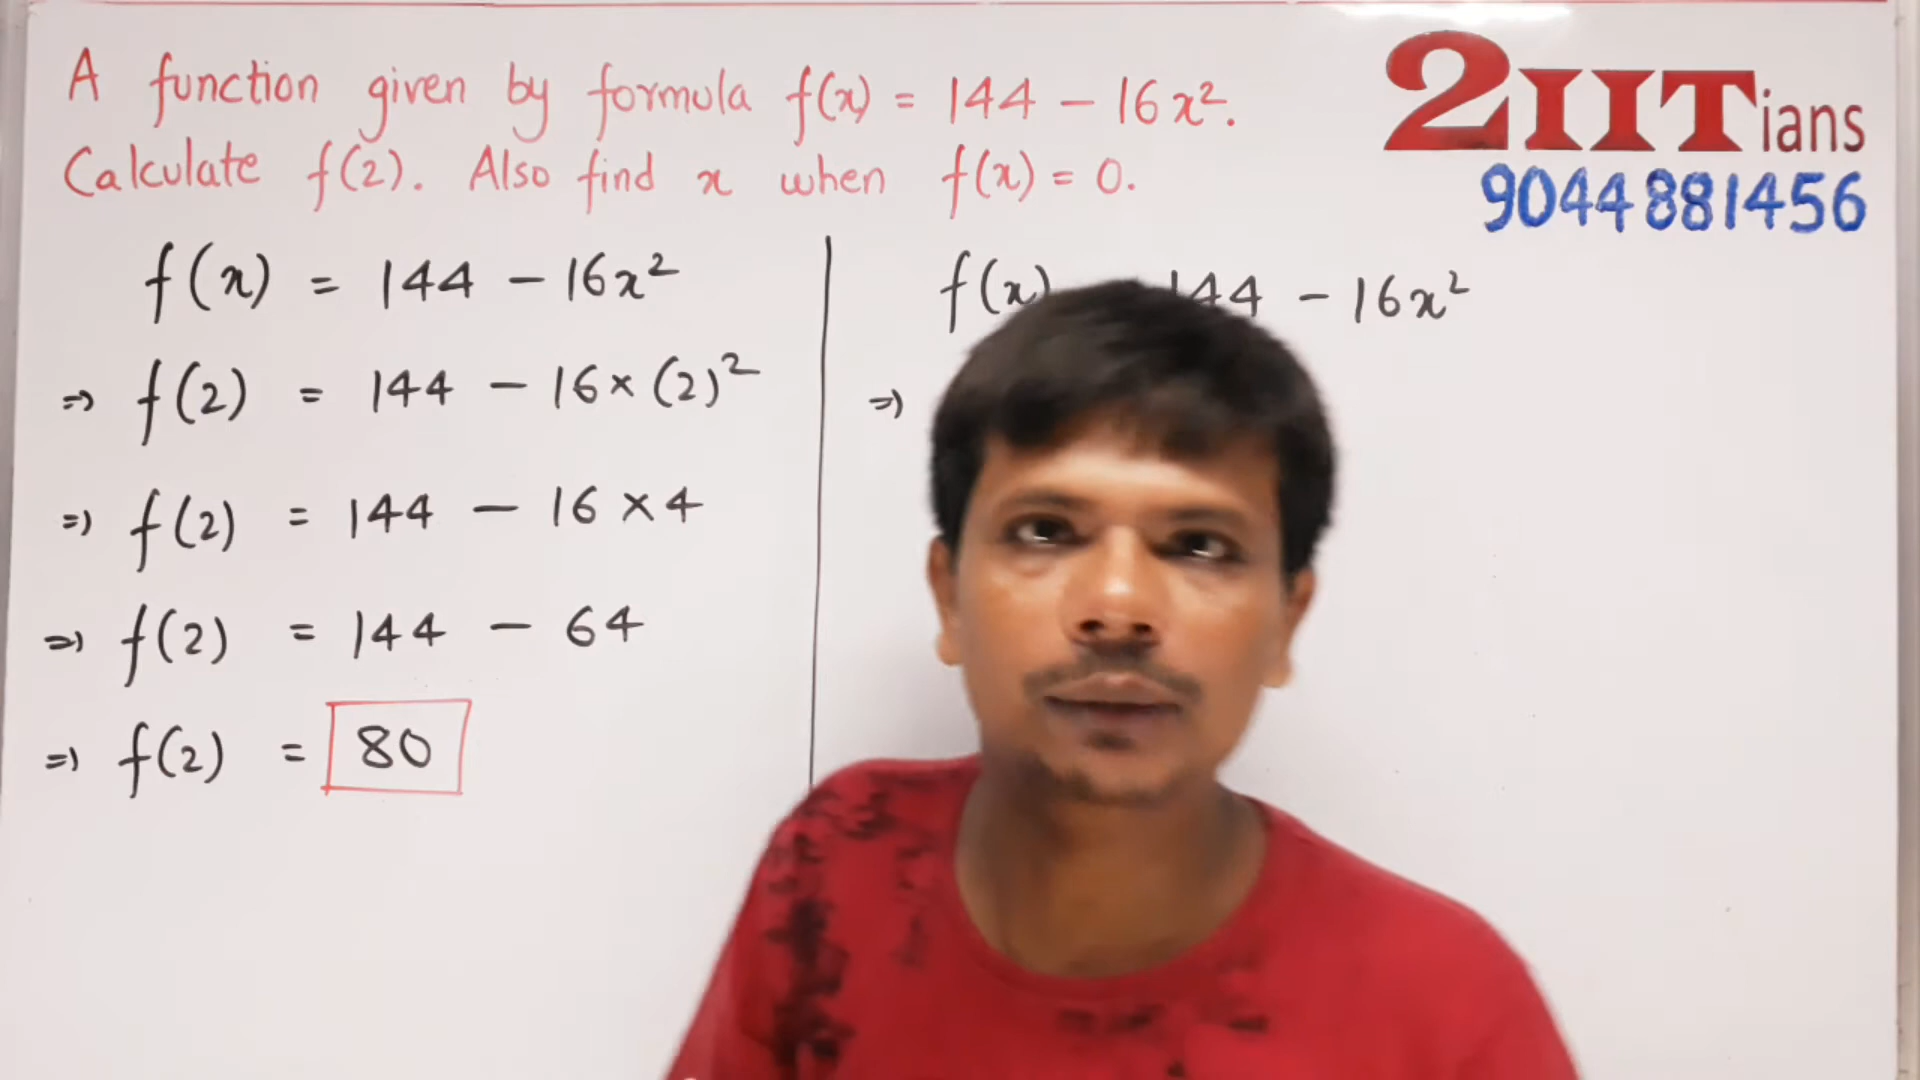 A function given by formula f(x) = 144 - 16x².
Calculate f(2). Also find x when f(x) = 0.
2IITians
9044881456
f(x) = 144 - 16x²
⇒ f(2) = 144 - 16 × (2)²
⇒ f(2) = 144 - 16 × 4
⇒ f(2) = 144 - 64
⇒ f(2) = 80
f(x) 144 - 16x²
⇒